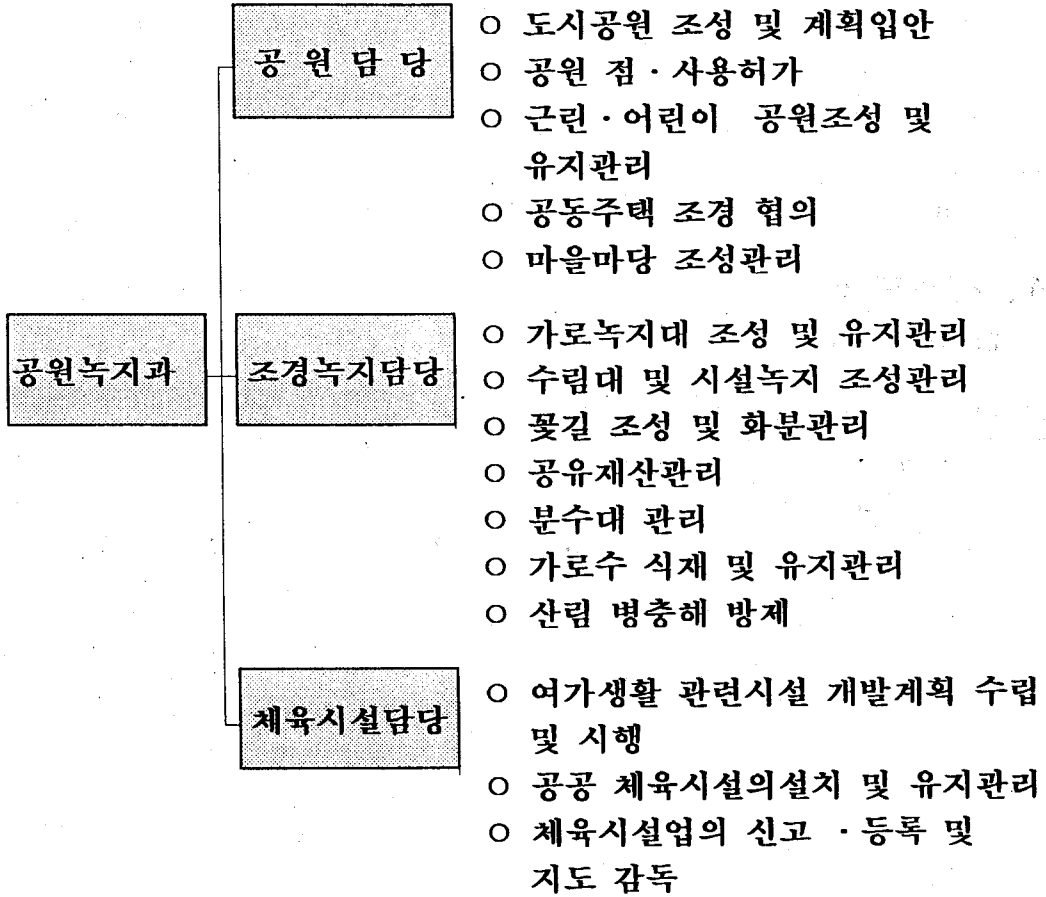 공 원 담 당
○ 도시공원 조성 및 계획입안
○ 공원 점·사용허가
○ 근린·어린이 공원조성 및
유지관리
○ 공동주택 조경 협의
○ 마을마당 조성관리
공원녹지과
조경녹지담당
○ 가로녹지대 조성 및 유지관리
○ 수림대 및 시설녹지 조성관리
○ 꽃길 조성 및 화분관리
○ 공유재산관리
○ 분수대 관리
○ 가로수 식재 및 유지관리
○ 산림 병충해 방제
체육시설담당
○ 여가생활 관련시설 개발계획 수립
및 시행
○ 공공 체육시설의설치 및 유지관리
○ 체육시설업의 신고 ·등록 및
지도 감독